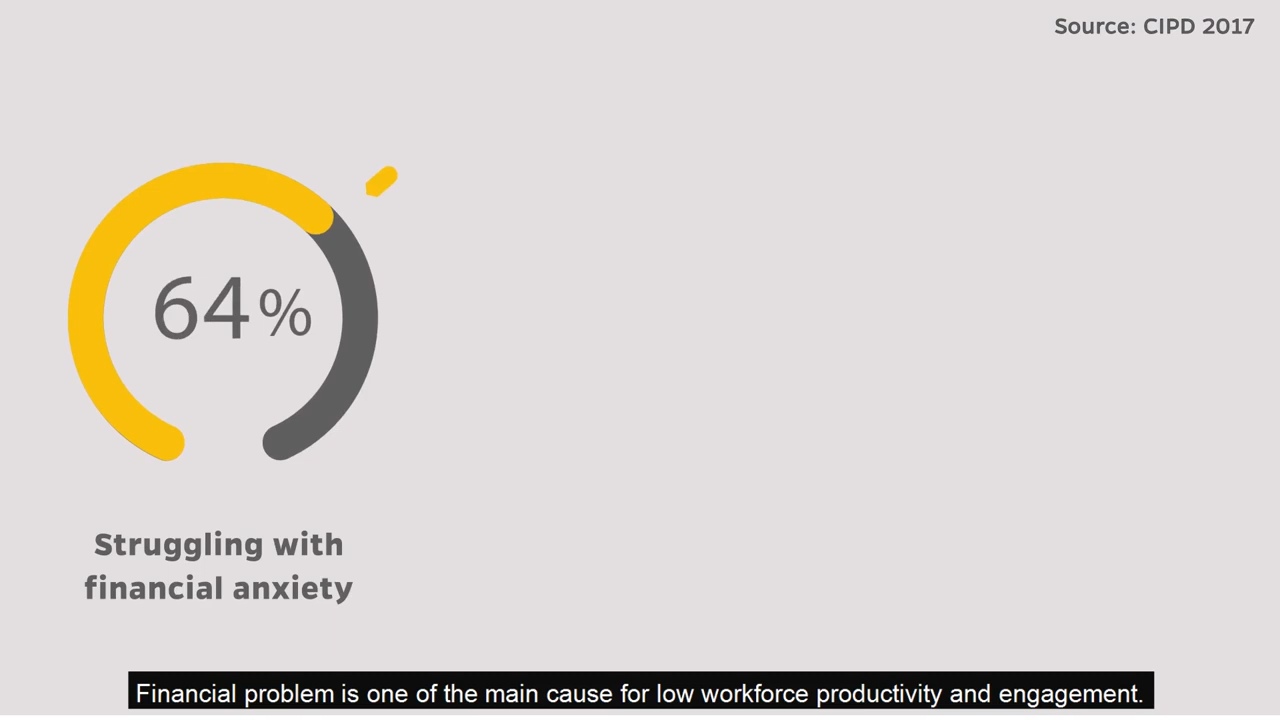 Source: CIPD 2017
64%
Struggling with
financial anxiety
Financial problem is one of the main cause for low workforce productivity and engagement.